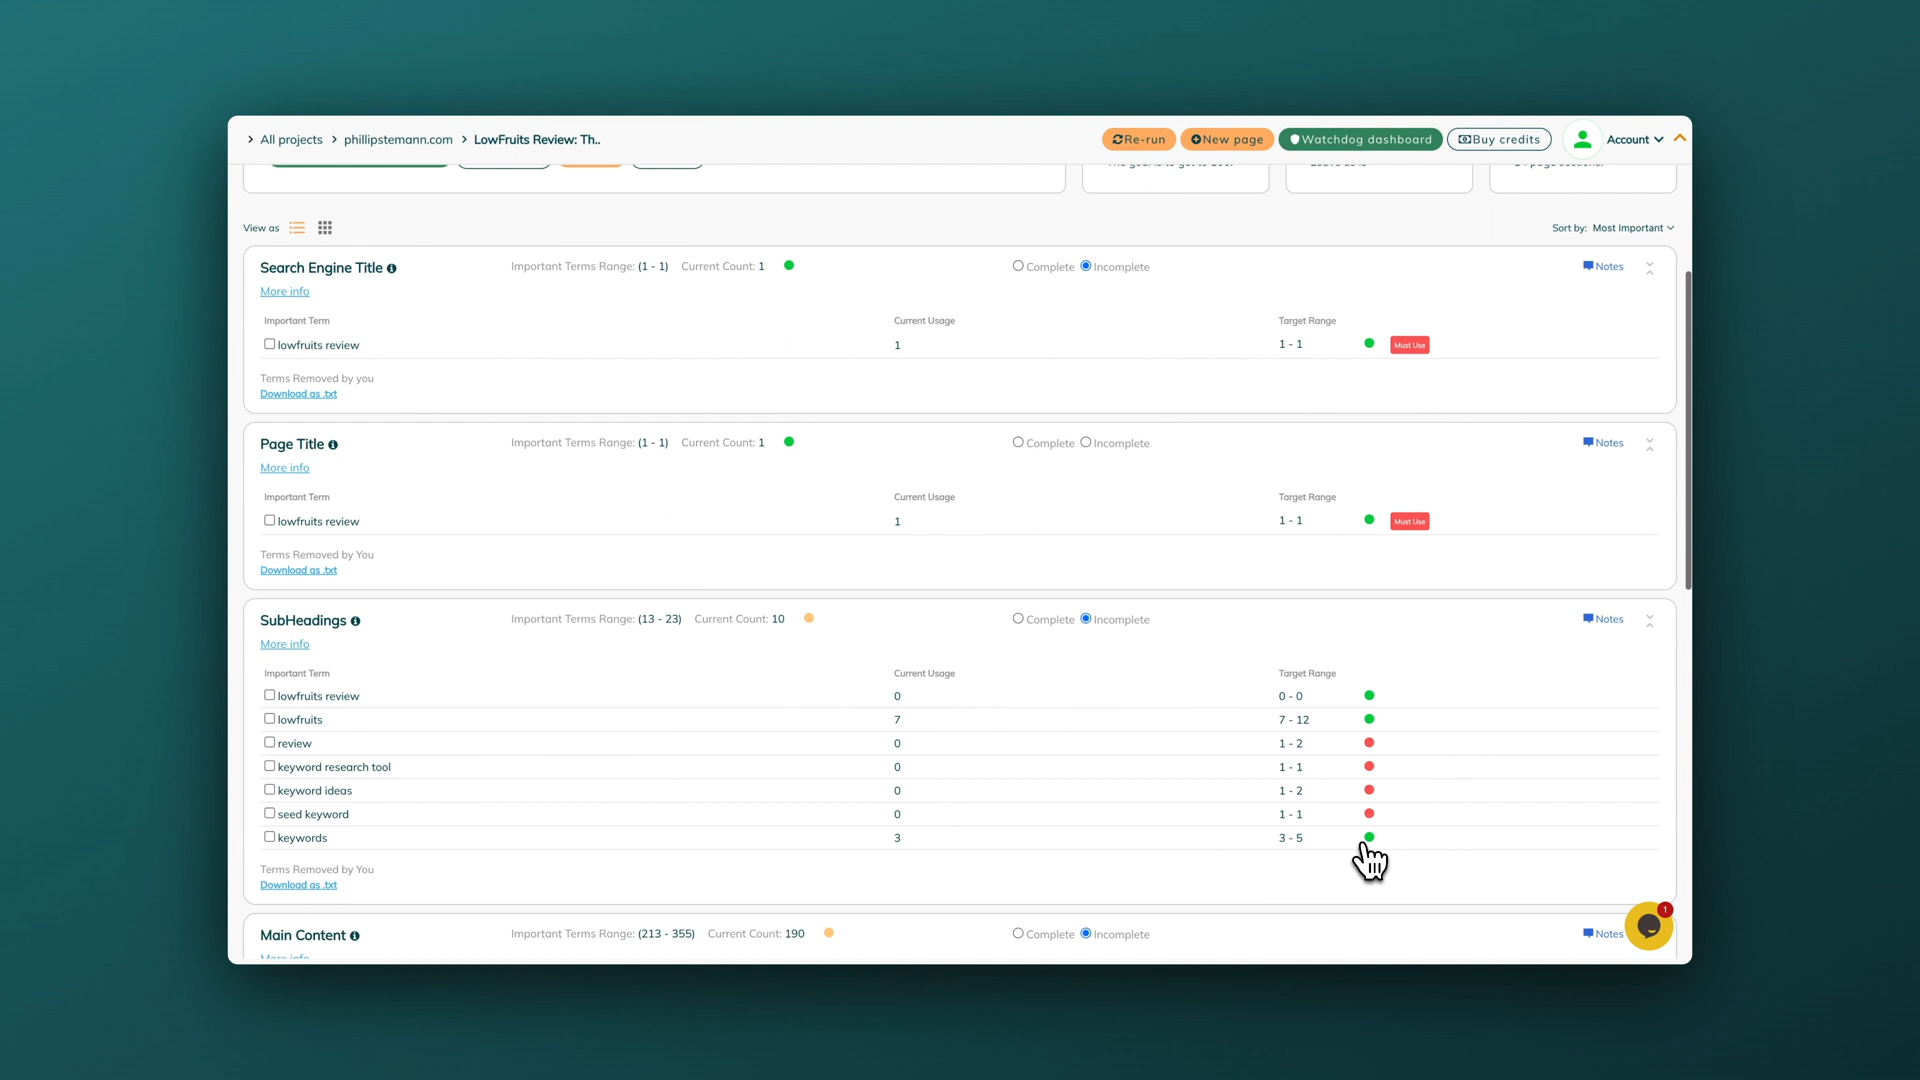 All projects
phillipstemann.com
LowFruits Review: Th..
Re-run
New page
Watchdog dashboard
Buy credits
Account
View as
Sort by: Most Important
Search Engine Title
Important Terms Range: (1 - 1) Current Count: 1
Complete Incomplete
Notes
More info
Important Term Current Usage Target Range
lowfruits review 1 1 - 1 Must Use
Terms Removed by you
Download as .txt
Page Title
Important Terms Range: (1 - 1) Current Count: 1
Complete Incomplete
Notes
More info
Important Term Current Usage Target Range
lowfruits review 1 1 - 1 Must Use
Terms Removed by You
Download as .txt
SubHeadings
Important Terms Range: (13 - 23) Current Count: 10
Complete Incomplete
Notes
More info
Important Term Current Usage Target Range
lowfruits review 0 0 - 0
lowfruits 7 7 - 12
review 0 1 - 2
keyword research tool 0 1 - 1
keyword ideas 0 1 - 2
seed keyword 0 1 - 1
keywords 3 3 - 5
Terms Removed by You
Download as .txt
1
Main Content
Important Terms Range: (213 - 355) Current Count: 190
Complete Incomplete
Notes
More info